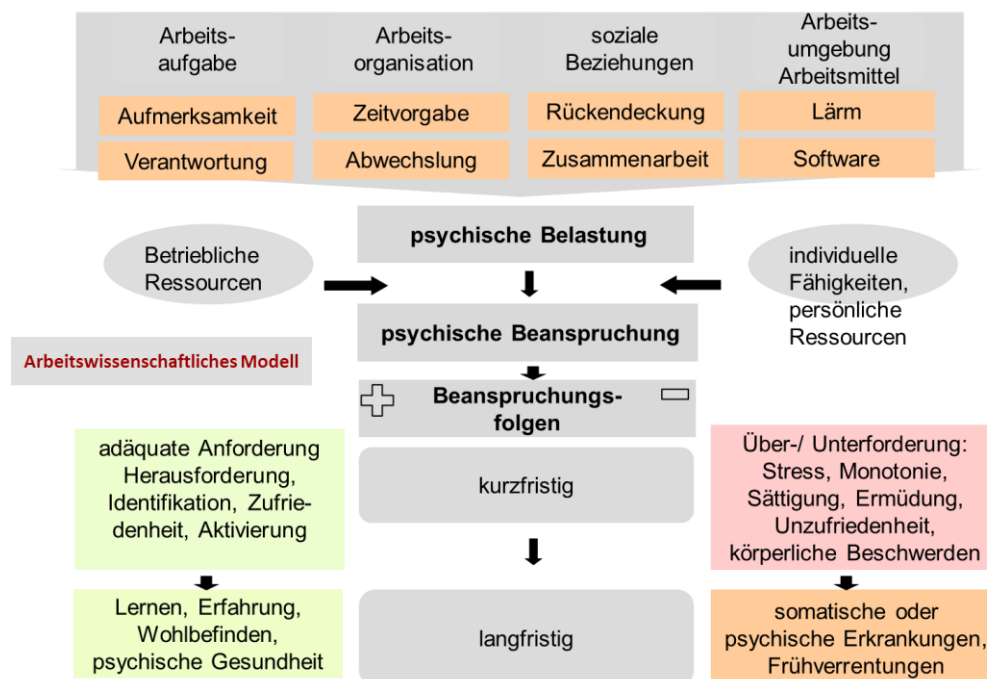 Arbeits-
aufgabe
Arbeits-
organisation
soziale
Beziehungen
Arbeits-
umgebung
Arbeitsmittel
Aufmerksamkeit
Zeitvorgabe
Rückendeckung
Lärm
Verantwortung
Abwechslung
Zusammenarbeit
Software
psychische Belastung
Betriebliche
Ressourcen
individuelle
Fähigkeiten,
persönliche
Ressourcen
psychische Beanspruchung
Arbeitswissenschaftliches Modell
Beanspruchungs-
folgen
adäquate Anforderung
Herausforderung,
Identifikation, Zufrie-
denheit, Aktivierung
kurzfristig
Über-/ Unterforderung:
Stress, Monotonie,
Sättigung, Ermüdung,
Unzufriedenheit,
körperliche Beschwerden
Lernen, Erfahrung,
Wohlbefinden,
psychische Gesundheit
langfristig
somatische oder
psychische Erkrankungen,
Frühverrentungen